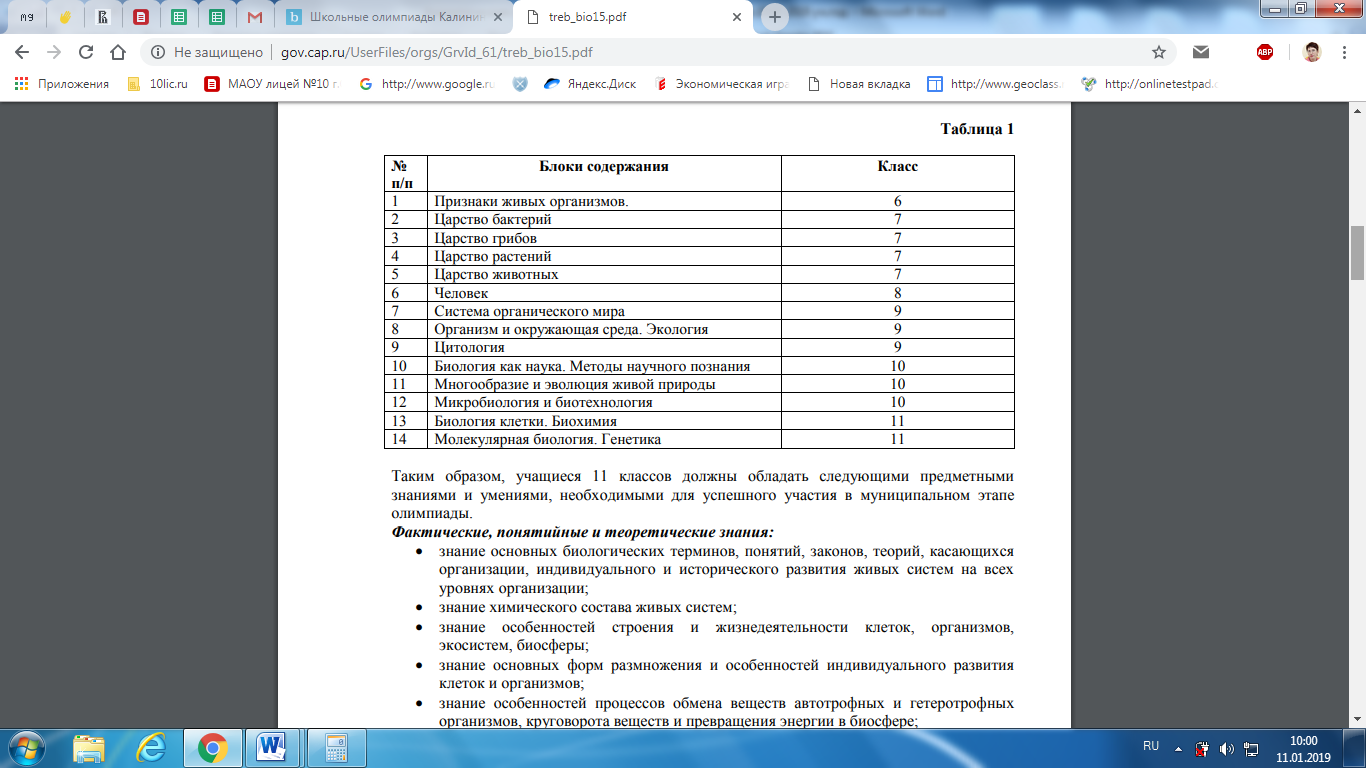 Школьные олимпиады Калинин
treb_bio15.pdf
Не защищено
gov.cap.ru/UserFiles/orgs/GrvId_61/treb_bio15.pdf
ABP
Приложения
10lic.ru
МАОУ лицей №10 г.
http://www.google.ru
Яндекс.Диск
Экономическая игра
Новая вкладка
http://www.geoclass.
http://onlinetestpad.c
Таблица 1
№ п/п Блоки содержания Класс
1 Признаки живых организмов. 6
2 Царство бактерий 7
3 Царство грибов 7
4 Царство растений 7
5 Царство животных 7
6 Человек 8
7 Система органического мира 9
8 Организм и окружающая среда. Экология 9
9 Цитология 9
10 Биология как наука. Методы научного познания 10
11 Многообразие и эволюция живой природы 10
12 Микробиология и биотехнология 10
13 Биология клетки. Биохимия 11
14 Молекулярная биология. Генетика 11
Таким образом, учащиеся 11 классов должны обладать следующими предметными
знаниями и умениями, необходимыми для успешного участия в муниципальном этапе
олимпиады.
Фактические, понятийные и теоретические знания:
• знание основных биологических терминов, понятий, законов, теорий, касающихся
организации, индивидуального и исторического развития живых систем на всех
уровнях организации;
• знание химического состава живых систем;
• знание особенностей строения и жизнедеятельности клеток, организмов,
экосистем, биосферы;
• знание основных форм размножения и особенностей индивидуального развития
клеток и организмов;
• знание особенностей процессов обмена веществ автотрофных и гетеротрофных
организмов, круговорота веществ и превращения энергии в биосфере;
RU
10:00
11.01.2019